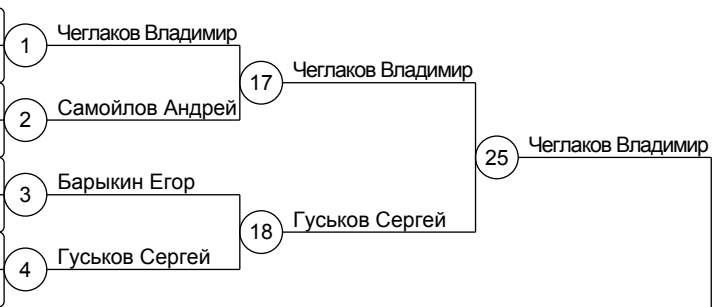 1 Чеглаков Владимир
17 Чеглаков Владимир
2 Самойлов Андрей
25 Чеглаков Владимир
3 Барыкин Егор
18 Гуськов Сергей
4 Гуськов Сергей